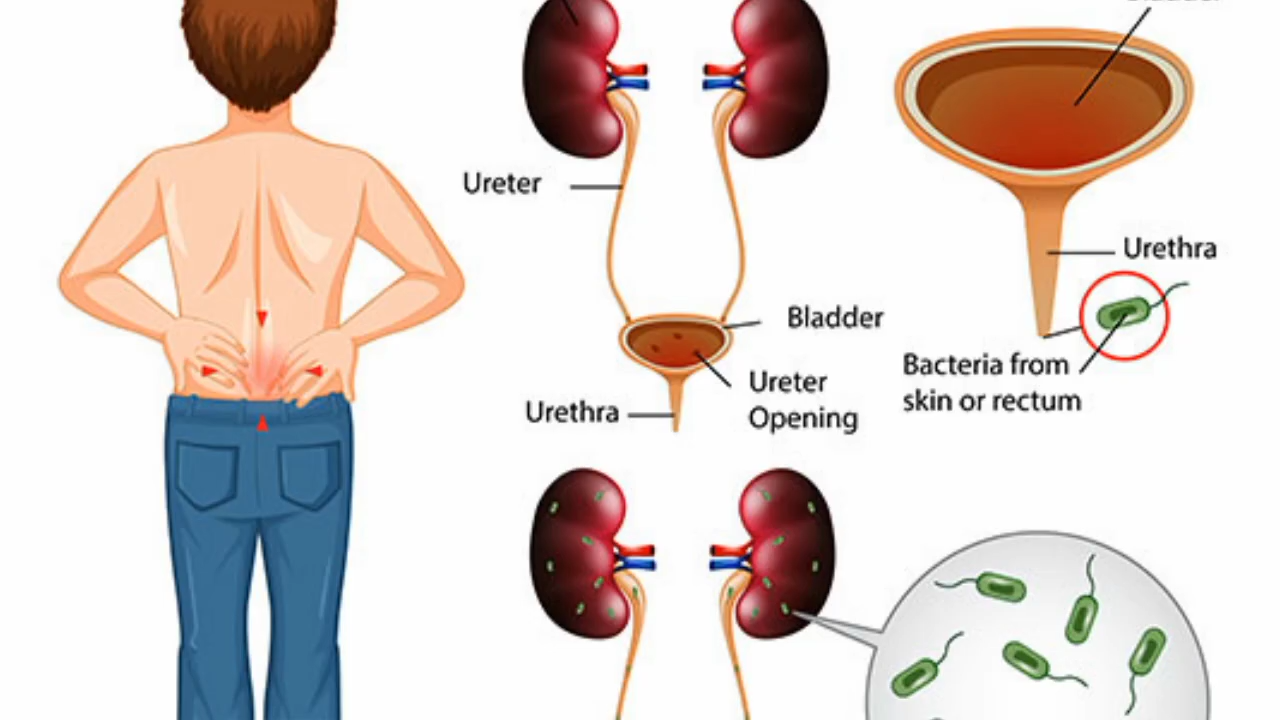 Ureter
Bladder
Ureter
Opening
Urethra
Urethra
Bacteria from
skin or rectum